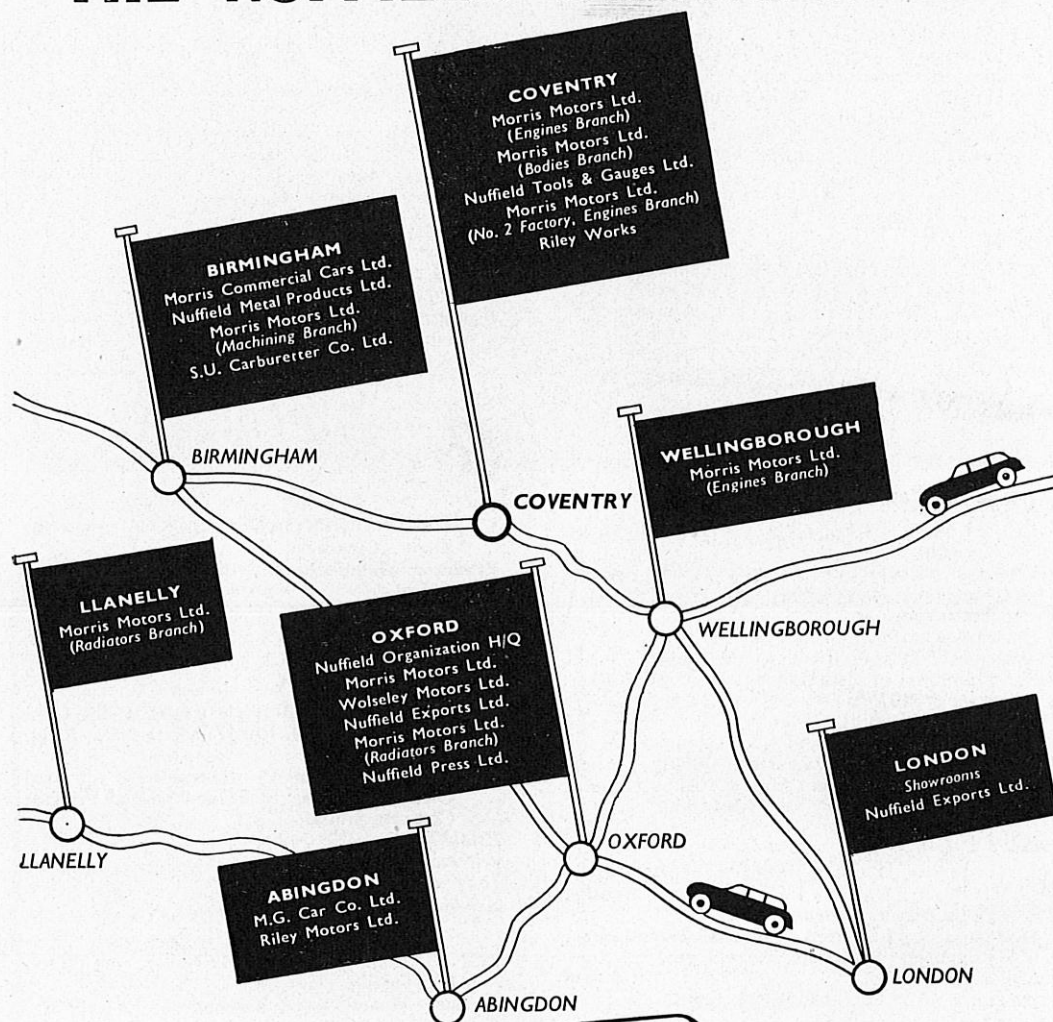 COVENTRY
Morris Motors Ltd.
(Engines Branch)
Morris Motors Ltd.
(Bodies Branch)
Nuffield Tools & Gauges Ltd.
Morris Motors Ltd.
(No. 2 Factory, Engines Branch)
Riley Works
BIRMINGHAM
Morris Commercial Cars Ltd.
Nuffield Metal Products Ltd.
Morris Motors Ltd.
(Machining Branch)
S.U. Carburetter Co. Ltd.
BIRMINGHAM
COVENTRY
WELLINGBOROUGH
Morris Motors Ltd.
(Engines Branch)
WELLINGBOROUGH
LLANELLY
Morris Motors Ltd.
(Radiators Branch)
LLANELLY
OXFORD
Nuffield Organization H/Q
Morris Motors Ltd.
Wolseley Motors Ltd.
Nuffield Exports Ltd.
Morris Motors Ltd.
(Radiators Branch)
Nuffield Press Ltd.
OXFORD
LONDON
Showrooms
Nuffield Exports Ltd.
LONDON
ABINGDON
M.G. Car Co. Ltd.
Riley Motors Ltd.
ABINGDON